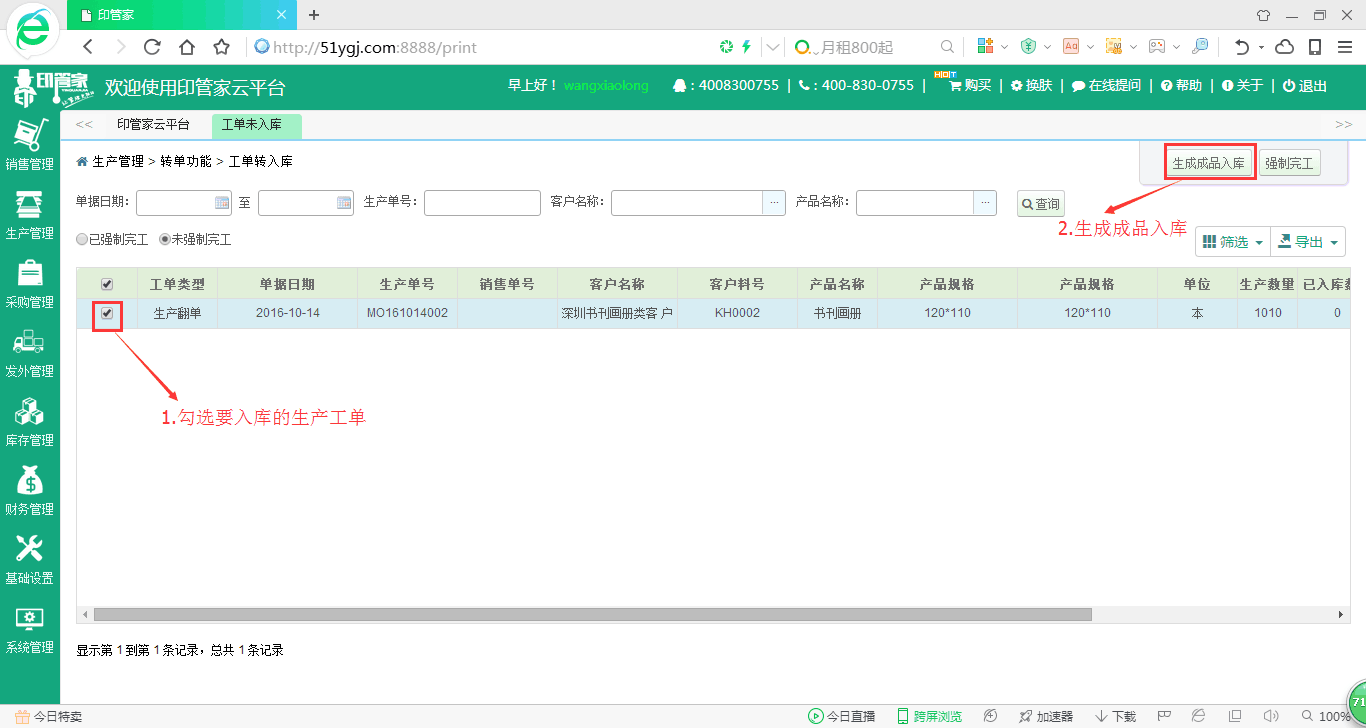 印管家
http://51ygj.com:8888/print
月租800起
印管家
欢迎使用印管家云平台
早上好！ wangxiaolong
: 4008300755 | : 400-830-0755 | HOT 购买 | 换肤 | 在线提问 | 帮助 | 关于 | 退出
<< 印管家云平台 工单未入库 >>
销售管理
生产管理
采购管理
发外管理
库存管理
财务管理
基础设置
系统管理
生产管理 > 转单功能 > 工单转入库
生成成品入库 强制完工
单据日期： 至 生产单号： 客户名称： ... 产品名称： ... 查询
2.生成成品入库
已强制完工 未强制完工
筛选 导出
工单类型 单据日期 生产单号 销售单号 客户名称 客户料号 产品名称 产品规格 产品规格 单位 生产数量 已入库
生产翻单 2016-10-14 MO161014002 深圳书刊画册类客 户 KH0002 书刊画册 120*110 120*110 本 1010 0
1.勾选要入库的生产工单
显示第 1 到第 1 条记录，总共 1 条记录
今日特卖 今日直播 跨屏浏览 加速器 下载 100%
71